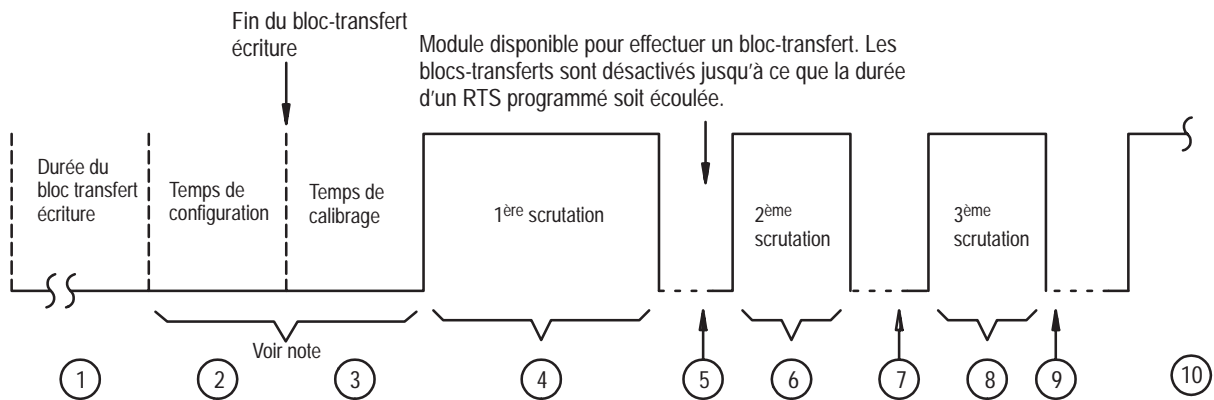 Fin du bloc-transfert
écriture
Module disponible pour effectuer un bloc-transfert. Les
blocs-transferts sont désactivés jusqu'à ce que la durée
d'un RTS programmé soit écoulée.
Durée du
bloc transfert
écriture
Temps de
configuration
Temps de
calibrage
1ère scrutation
2ème
scrutation
3ème
scrutation
Voir note
1 2 3 4 5 6 7 8 9 10